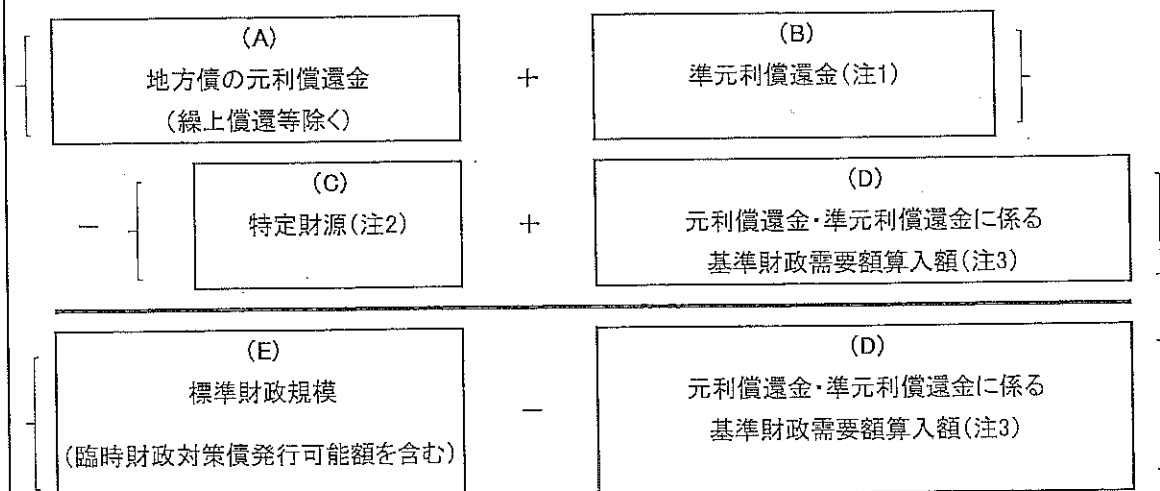 (A)
地方債の元利償還金
(繰上償還等除く)
+
(B)
準元利償還金(注1)
−
(C)
特定財源(注2)
+
(D)
元利償還金・準元利償還金に係る
基準財政需要額算入額(注3)
(E)
標準財政規模
(臨時財政対策債発行可能額を含む)
−
(D)
元利償還金・準元利償還金に係る
基準財政需要額算入額(注3)